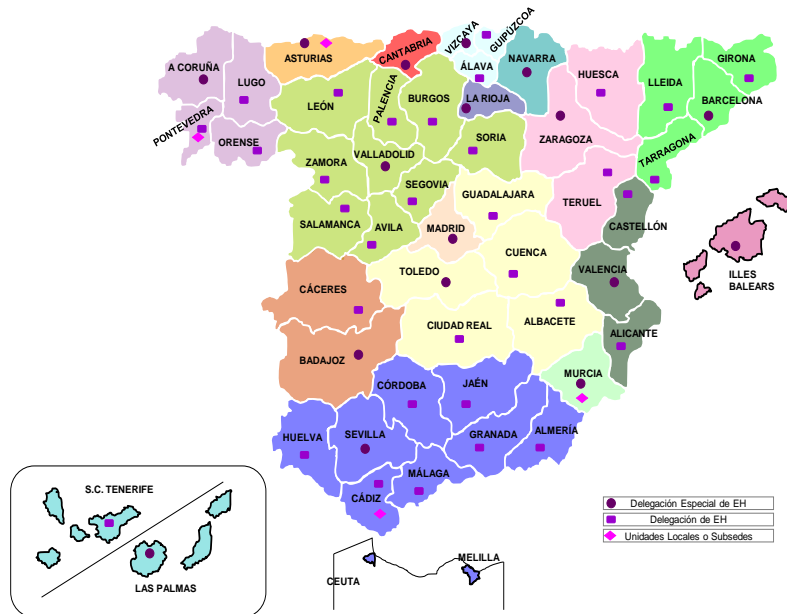 ASTURIAS
CANTABRIA
VIZCAYA
GUIPÚZCOA
A CORUÑA
LUGO
ÁLAVA
NAVARRA
HUESCA
LLEIDA
GIRONA
BARCELONA
PONTEVEDRA
ORENSE
LEÓN
PALENCIA
BURGOS
LA RIOJA
ZARAGOZA
TARRAGONA
ZAMORA
VALLADOLID
SORIA
SEGOVIA
GUADALAJARA
TERUEL
SALAMANCA
AVILA
MADRID
CASTELLÓN
CUENCA
CÁCERES
TOLEDO
VALENCIA
ILLES
BALEARS
BADAJOZ
CIUDAD REAL
ALBACETE
ALICANTE
CÓRDOBA
JAÉN
MURCIA
HUELVA
SEVILLA
GRANADA
ALMERÍA
MÁLAGA
CÁDIZ
S.C. TENERIFE
LAS PALMAS
CEUTA
MELILLA
Delegación Especial de EH
Delegación de EH
Unidades Locales o Subsedes